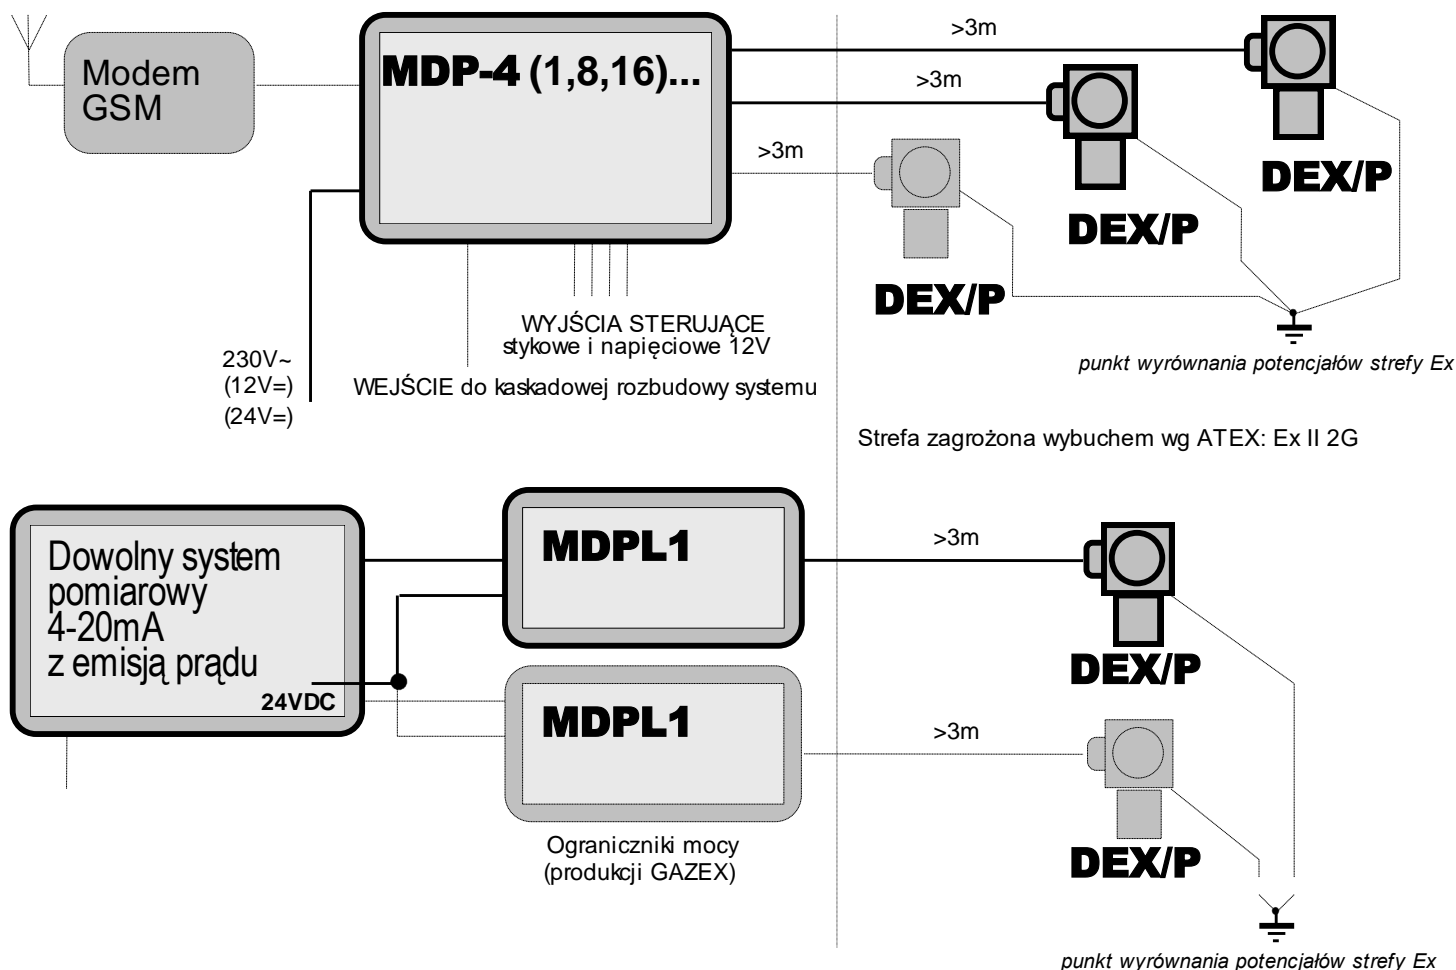 Modem
GSM
MDP-4 (1,8,16)...
>3m
>3m
>3m
DEX/P
DEX/P
DEX/P
WYJŚCIA STERUJĄCE
stykowe i napięciowe 12V
230V~
(12V=)
(24V=)
WEJŚCIE do kaskadowej rozbudowy systemu
punkt wyrównania potencjałów strefy Ex
Strefa zagrożona wybuchem wg ATEX: Ex II 2G
Dowolny system
pomiarowy
4-20mA
z emisją prądu
24VDC
MDPL1
>3m
DEX/P
MDPL1
>3m
DEX/P
Ograniczniki mocy
(produkcji GAZEX)
punkt wyrównania potencjałów strefy Ex